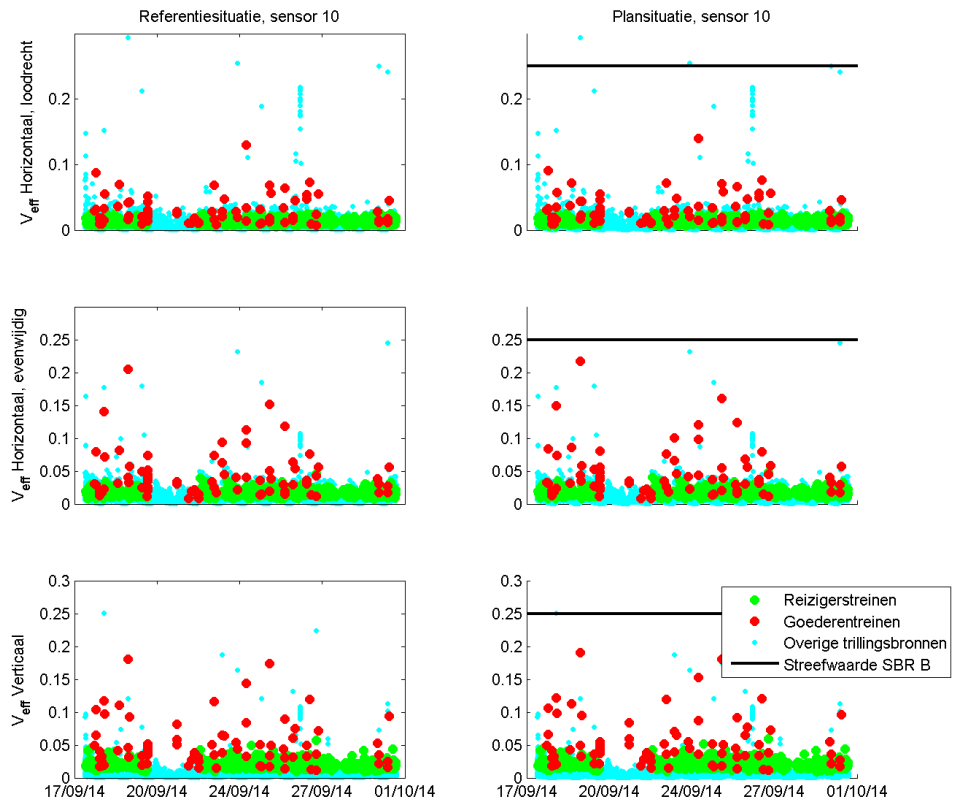 Referentiesituatie, sensor 10
Plansituatie, sensor 10
Veff Horizontaal, loodrecht
0.2
0.1
0
0.2
0.1
0
Veff Horizontaal, evenwijdig
0.25
0.2
0.15
0.1
0.05
0
0.25
0.2
0.15
0.1
0.05
0
Veff Verticaal
0.3
0.25
0.2
0.15
0.1
0.05
0
17/09/14 20/09/14 24/09/14 27/09/14 01/10/14
0.3
0.25
0.2
0.15
0.1
0.05
0
17/09/14 20/09/14 24/09/14 27/09/14 01/10/14
Reizigerstreinen
Goederentreinen
Overige trillingsbronnen
Streefwaarde SBR B